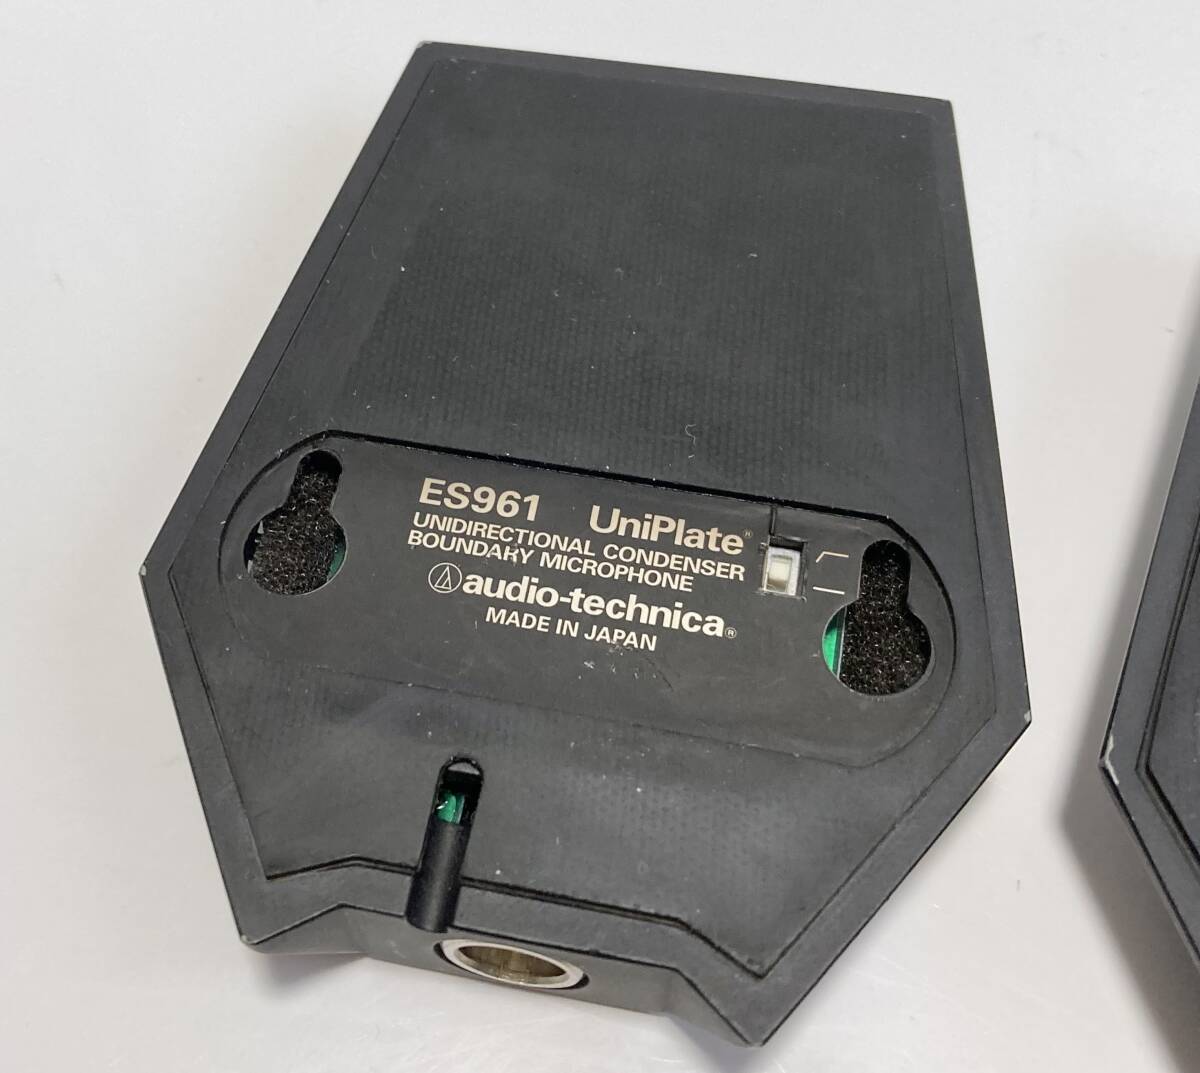 ES961 UniPlate®
UNIDIRECTIONAL CONDENSER
BOUNDARY MICROPHONE
audio-technica®
MADE IN JAPAN